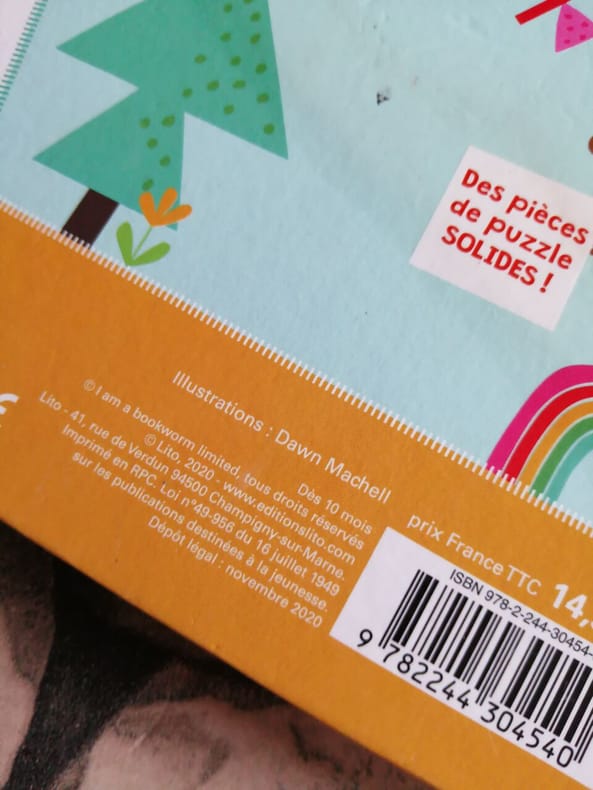 Des pièces
de puzzle
SOLIDES !
Illustrations : Dawn Machell
Dès 10 mois
© I am a bookworm limited, tous droits réservés
© Lito, 2020 - www.editionslito.com
Lito - 41, rue de Verdun 94500 Champigny-sur-Marne.
Imprimé en RPC. Loi n°49-956 du 16 juillet 1949
sur les publications destinées à la jeunesse.
Dépôt légal : novembre 2020
prix France TTC 14,
ISBN 978-2-244-30454-
9 782244 304540